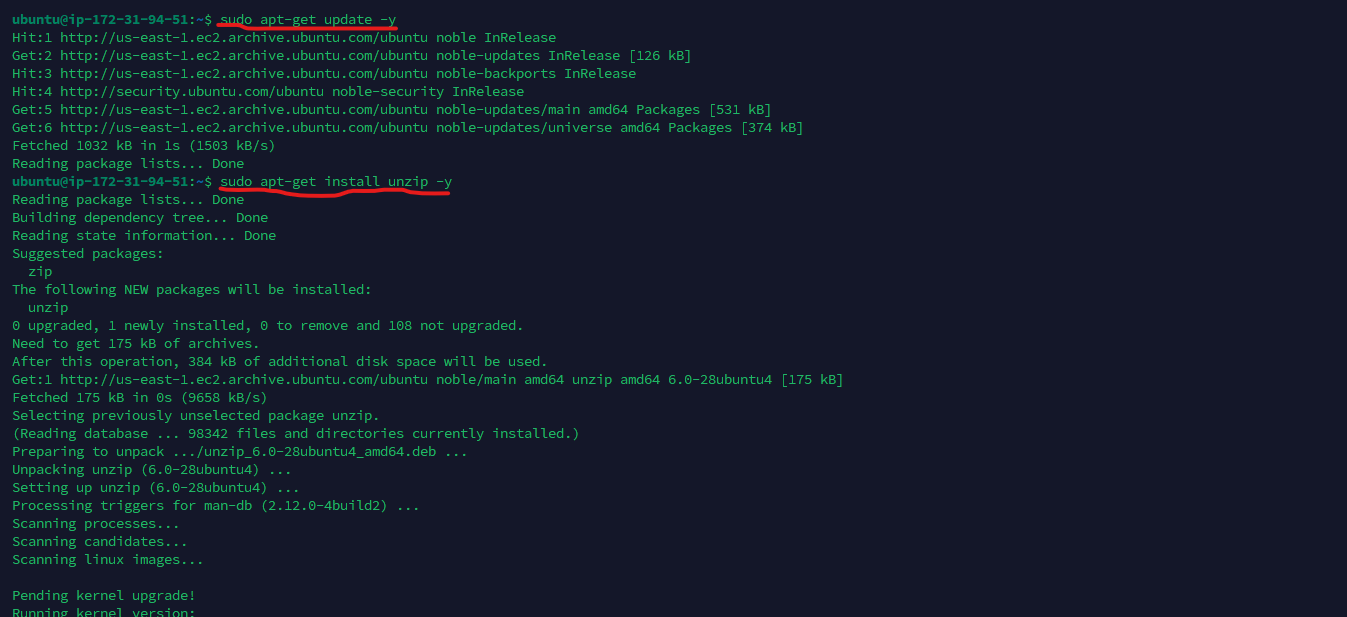 ubuntu@ip-172-31-94-51:~$ sudo apt-get update -y
Hit:1 http://us-east-1.ec2.archive.ubuntu.com/ubuntu noble InRelease
Get:2 http://us-east-1.ec2.archive.ubuntu.com/ubuntu noble-updates InRelease [126 kB]
Hit:3 http://us-east-1.ec2.archive.ubuntu.com/ubuntu noble-backports InRelease
Hit:4 http://security.ubuntu.com/ubuntu noble-security InRelease
Get:5 http://us-east-1.ec2.archive.ubuntu.com/ubuntu noble-updates/main amd64 Packages [531 kB]
Get:6 http://us-east-1.ec2.archive.ubuntu.com/ubuntu noble-updates/universe amd64 Packages [374 kB]
Fetched 1032 kB in 1s (1503 kB/s)
Reading package lists... Done
ubuntu@ip-172-31-94-51:~$ sudo apt-get install unzip -y
Reading package lists... Done
Building dependency tree... Done
Reading state information... Done
Suggested packages:
  zip
The following NEW packages will be installed:
  unzip
0 upgraded, 1 newly installed, 0 to remove and 108 not upgraded.
Need to get 175 kB of archives.
After this operation, 384 kB of additional disk space will be used.
Get:1 http://us-east-1.ec2.archive.ubuntu.com/ubuntu noble/main amd64 unzip amd64 6.0-28ubuntu4 [175 kB]
Fetched 175 kB in 0s (9658 kB/s)
Selecting previously unselected package unzip.
(Reading database ... 98342 files and directories currently installed.)
Preparing to unpack .../unzip_6.0-28ubuntu4_amd64.deb ...
Unpacking unzip (6.0-28ubuntu4) ...
Setting up unzip (6.0-28ubuntu4) ...
Processing triggers for man-db (2.12.0-4build2) ...
Scanning processes...
Scanning candidates...
Scanning linux images...
Pending kernel upgrade!
Running kernel version: